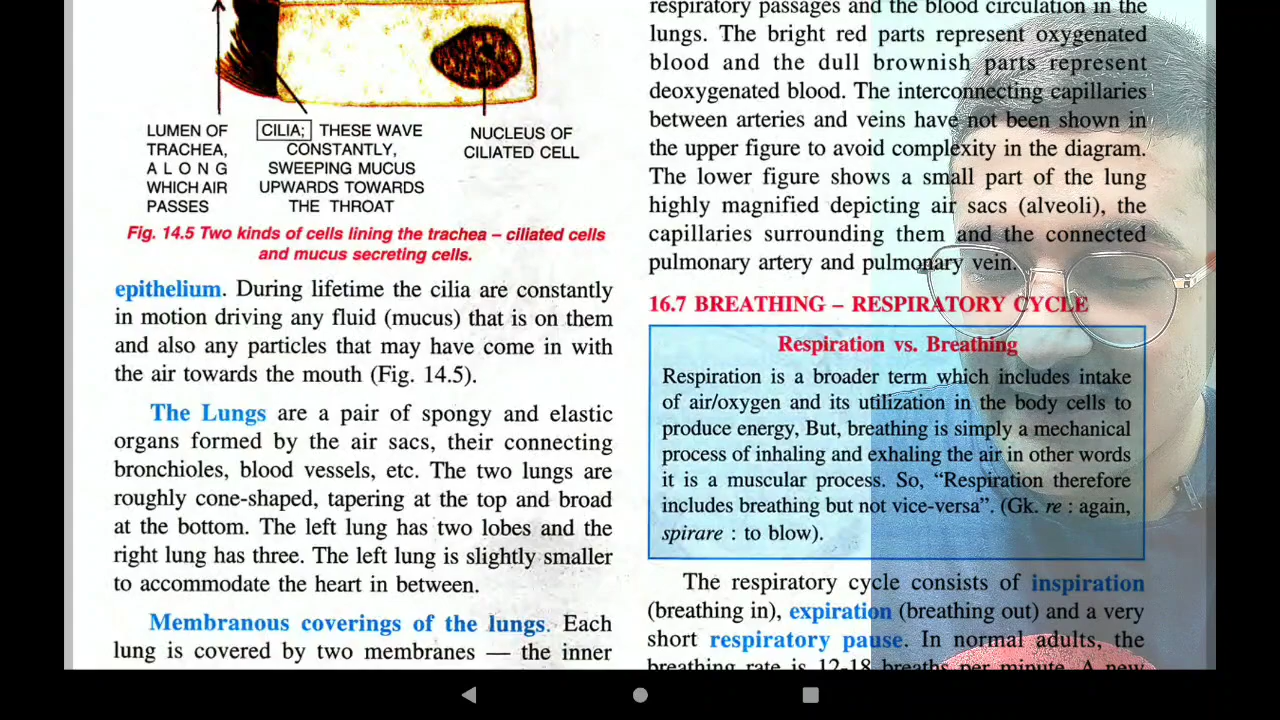 LUMEN OF
TRACHEA,
A L O N G
WHICH AIR
PASSES
CILIA; THESE WAVE
CONSTANTLY,
SWEEPING MUCUS
UPWARDS TOWARDS
THE THROAT
NUCLEUS OF
CILIATED CELL
Fig. 14.5 Two kinds of cells lining the trachea – ciliated cells
and mucus secreting cells.
epithelium. During lifetime the cilia are constantly
in motion driving any fluid (mucus) that is on them
and also any particles that may have come in with
the air towards the mouth (Fig. 14.5).
The Lungs are a pair of spongy and elastic
organs formed by the air sacs, their connecting
bronchioles, blood vessels, etc. The two lungs are
roughly cone-shaped, tapering at the top and broad
at the bottom. The left lung has two lobes and the
right lung has three. The left lung is slightly smaller
to accommodate the heart in between.
Membranous coverings of the lungs. Each
lung is covered by two membranes — the inner
respiratory passages and the blood circulation in the
lungs. The bright red parts represent oxygenated
blood and the dull brownish parts represent
deoxygenated blood. The interconnecting capillaries
between arteries and veins have not been shown in
the upper figure to avoid complexity in the diagram.
The lower figure shows a small part of the lung
highly magnified depicting air sacs (alveoli), the
capillaries surrounding them and the connected
pulmonary artery and pulmonary vein.
16.7 BREATHING – RESPIRATORY CYCLE
Respiration vs. Breathing
Respiration is a broader term which includes intake
of air/oxygen and its utilization in the body cells to
produce energy, But, breathing is simply a mechanical
process of inhaling and exhaling the air in other words
it is a muscular process. So, “Respiration therefore
includes breathing but not vice-versa”. (Gk. re : again,
spirare : to blow).
The respiratory cycle consists of inspiration
(breathing in), expiration (breathing out) and a very
short respiratory pause. In normal adults, the
breathing rate is 12-18 breaths per minute. A new